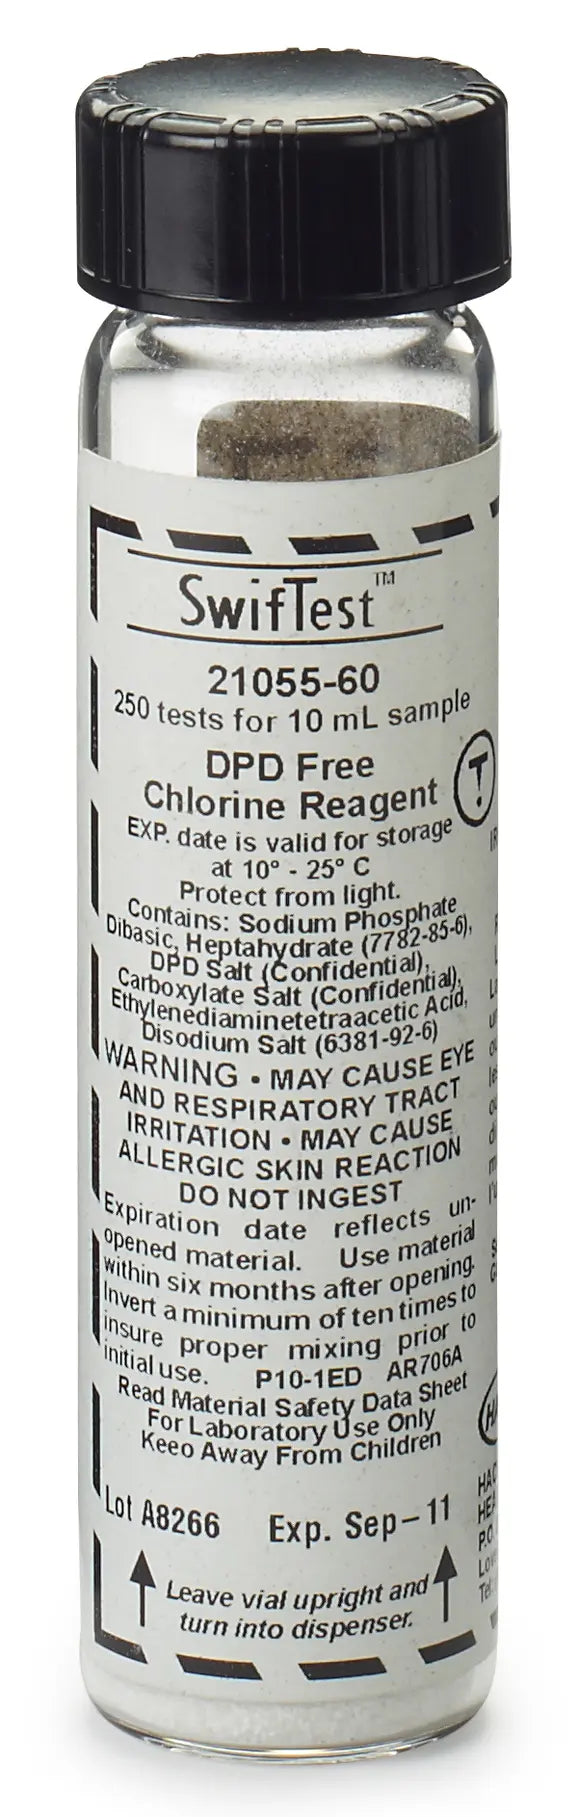 SwifTest™
21055-60
250 tests for 10 mL sample
DPD Free
Chlorine Reagent
T
EXP. date is valid for storage
at 10° - 25° C
Protect from light.
Contains: Sodium Phosphate
Dibasic, Heptahydrate (7782-85-6),
DPD Salt (Confidential),
Carboxylate Salt (Confidential),
Ethylenediaminetetraacetic Acid,
Disodium Salt (6381-92-6)
WARNING • MAY CAUSE EYE
AND RESPIRATORY TRACT
IRRITATION • MAY CAUSE
ALLERGIC SKIN REACTION
DO NOT INGEST
Expiration date reflects un-
opened material. Use material
within six months after opening.
Invert a minimum of ten times to
insure proper mixing prior to
initial use. P10-1ED AR706A
Read Material Safety Data Sheet
For Laboratory Use Only
Keeo Away From Children
Lot A8266 Exp. Sep-11
Leave vial upright and
turn into dispenser.